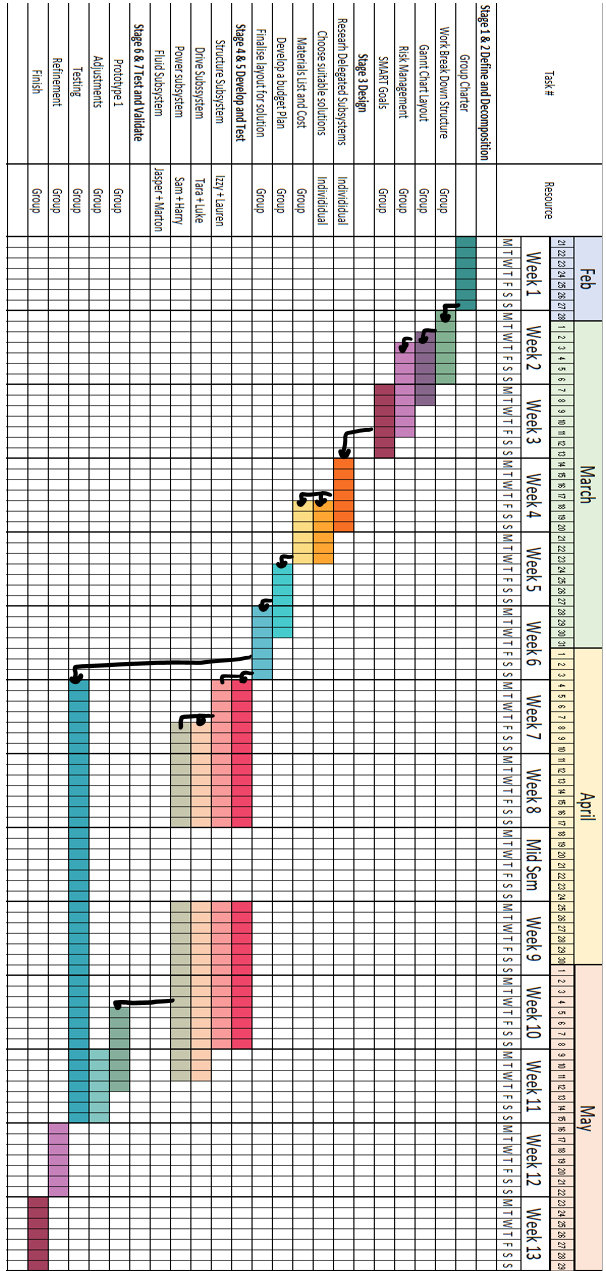 Feb March April May
Task # Resource 21 22 23 24 25 26 27 28 1 2 3 4 5 6 7 8 9 10 11 12 13 14 15 16 17 18 19 20 21 22 23 24 25 26 27 28 29 30 31 1 2 3 4 5 6 7 8 9 10 11 12 13 14 15 16 17 18 19 20 21 22 23 24 25 26 27 28 29 30 1 2 3 4 5 6 7 8 9 10 11 12 13 14 15 16 17 18 19 20 21 22 23 24 25 26 27 28 29
Week 1 Week 2 Week 3 Week 4 Week 5 Week 6 Week 7 Week 8 Mid Sem Week 9 Week 10 Week 11 Week 12 Week 13
M T W T F S S M T W T F S S M T W T F S S M T W T F S S M T W T F S S M T W T F S S M T W T F S S M T W T F S S M T W T F S S M T W T F S S M T W T F S S M T W T F S S M T W T F S S M T W T F S S
Stage 1 & 2 Define and Decomposition
Group Charter
Work Break Down Structure Group
Gannt Chart Layout Group
Risk Management Group
SMART Goals Group
Stage 3 Design
Researh Delegated Subsystems Individidual
Choose suitable solutions Individidual
Materials List and Cost Group
Develop a budget Plan Group
Finalise layout for solution Group
Stage 4 & 5 Develop and Test
Structure Subsystem Izzy + Lauren
Drive Subssystem Tara + Luke
Power subsystem Sam + Harry
Fluid Subsystem Jasper + Marton
Stage 6 & 7 Test and Validate
Prototype 1 Group
Adjustments Group
Testing Group
Refinement Group
Finish Group